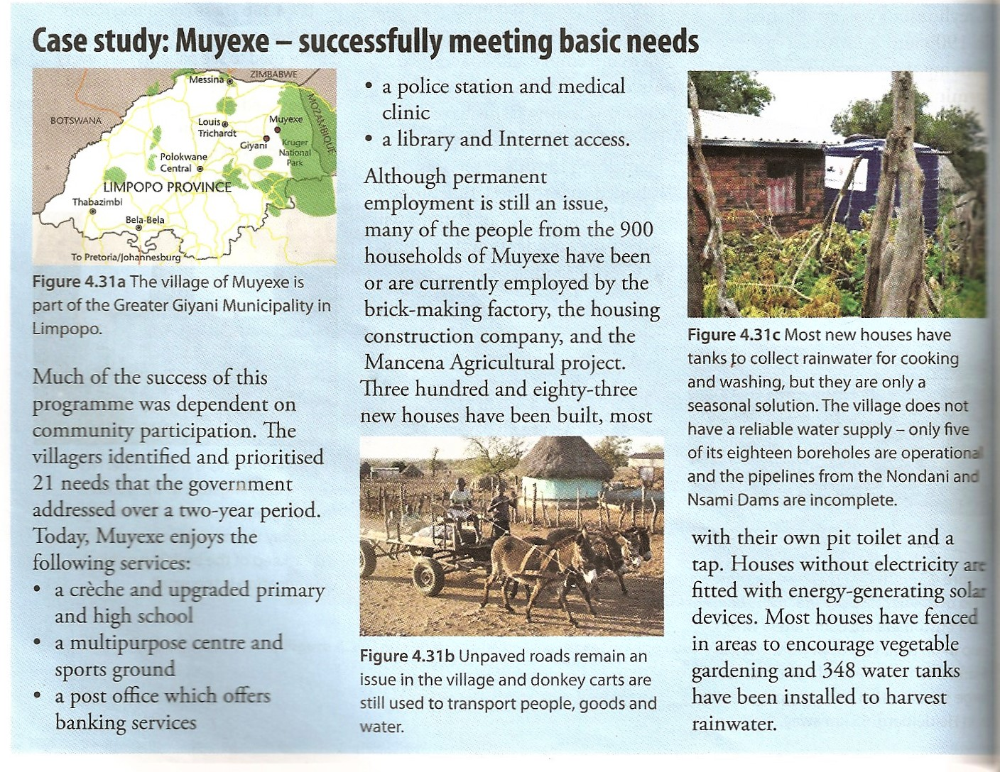 Case study: Muyexe – successfully meeting basic needs
ZIMBABWE
Messina
BOTSWANA
MOZAMBIQUE
Louis
Trichardt
Muyexe
Giyani
Kruger
National
Park
Polokwane
Central
LIMPOPO PROVINCE
Thabazimbi
Bela-Bela
To Pretoria/Johannesburg
Figure 4.31a The village of Muyexe is
part of the Greater Giyani Municipality in
Limpopo.
Much of the success of this
programme was dependent on
community participation. The
villagers identified and prioritised
21 needs that the government
addressed over a two-year period.
Today, Muyexe enjoys the
following services:
• a crèche and upgraded primary
and high school
• a multipurpose centre and
sports ground
• a post office which offers
banking services
• a police station and medical
clinic
• a library and Internet access.
Although permanent
employment is still an issue,
many of the people from the 900
households of Muyexe have been
or are currently employed by the
brick-making factory, the housing
construction company, and the
Mancena Agricultural project.
Three hundred and eighty-three
new houses have been built, most
Figure 4.31b Unpaved roads remain an
issue in the village and donkey carts are
still used to transport people, goods and
water.
Figure 4.31c Most new houses have
tanks to collect rainwater for cooking
and washing, but they are only a
seasonal solution. The village does not
have a reliable water supply – only five
of its eighteen boreholes are operational
and the pipelines from the Nondani and
Nsami Dams are incomplete.
with their own pit toilet and a
tap. Houses without electricity are
fitted with energy-generating solar
devices. Most houses have fenced
in areas to encourage vegetable
gardening and 348 water tanks
have been installed to harvest
rainwater.